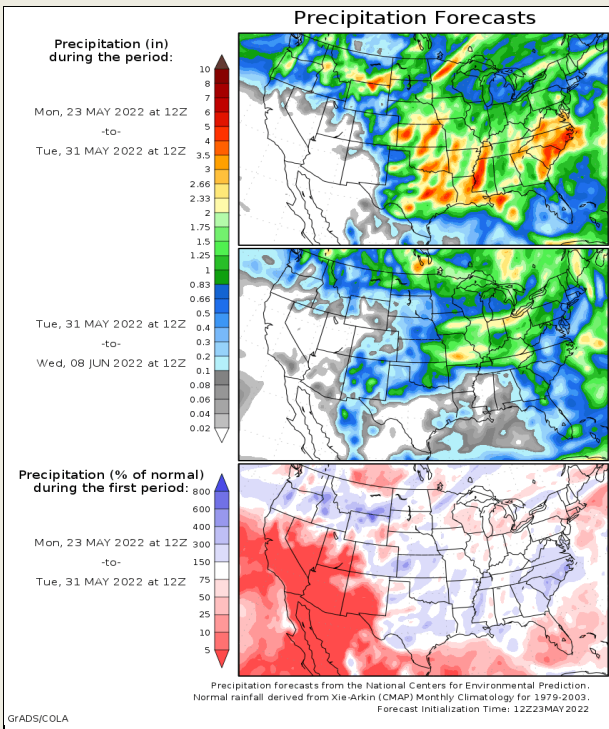 Precipitation Forecasts
Precipitation (in)
during the period:
Mon, 23 MAY 2022 at 12Z
-to-
Tue, 31 MAY 2022 at 12Z
10
8
7
6
5
4
3.5
3
2.66
2.33
2
1.75
1.5
1.25
1
0.83
0.66
0.5
0.4
0.3
0.2
0.1
0.08
0.06
0.04
0.02
Tue, 31 MAY 2022 at 12Z
-to-
Wed, 08 JUN 2022 at 12Z
Precipitation (% of normal)
during the first period:
Mon, 23 MAY 2022 at 12Z
-to-
Tue, 31 MAY 2022 at 12Z
800
600
400
300
150
75
50
25
10
5
Precipitation forecasts from the National Centers for Environmental Prediction.
Normal rainfall derived from Xie-Arkin (CMAP) Monthly Climatology for 1979-2003.
Forecast Initialization Time: 12Z23MAY2022
GrADS/COLA